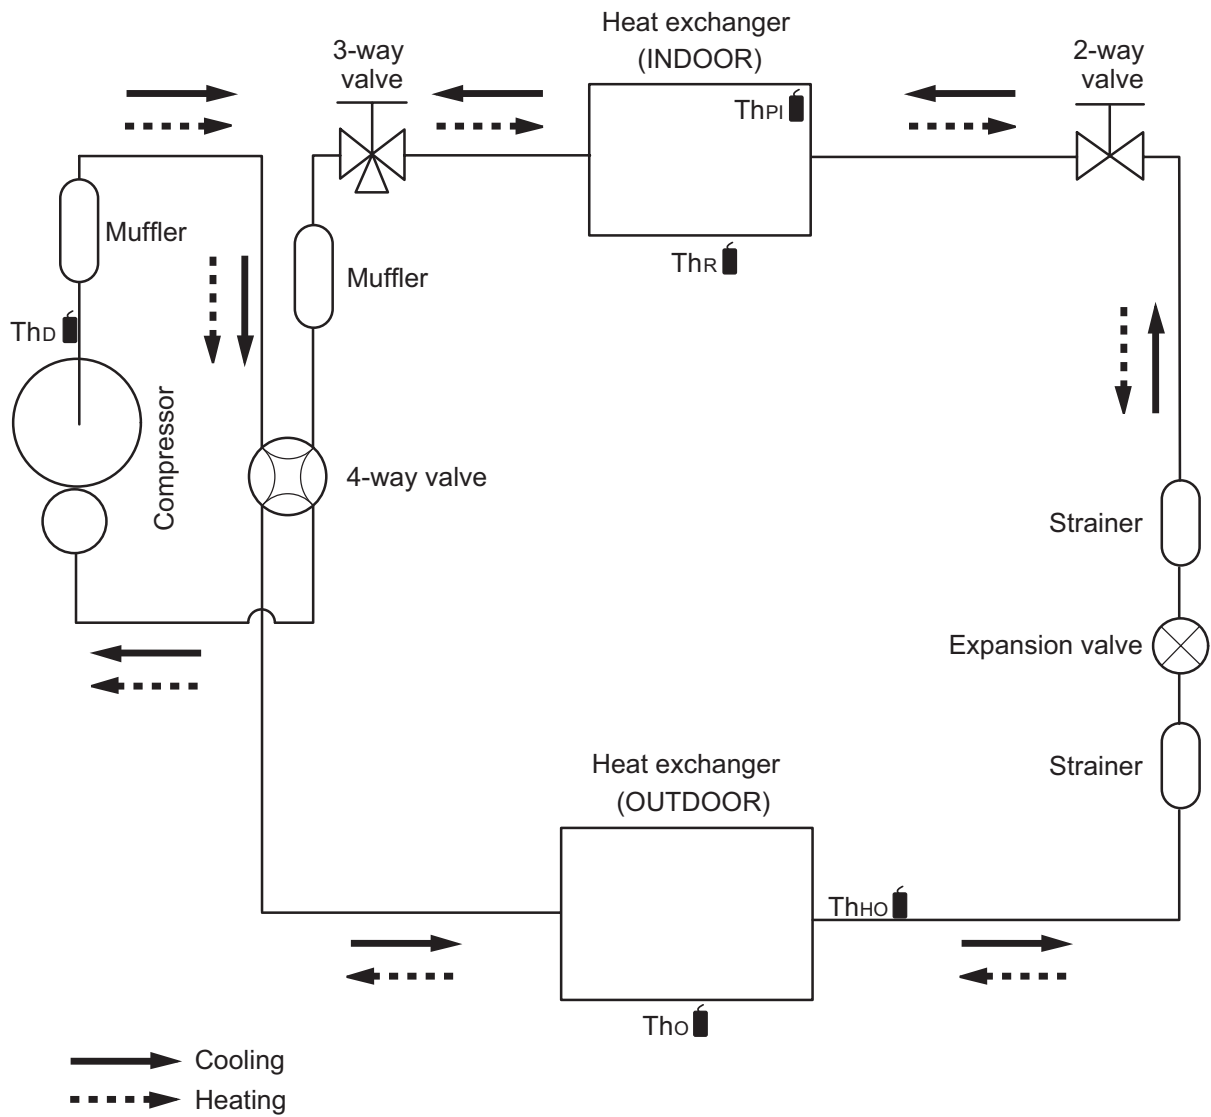 Heat exchanger
(INDOOR)
3-way
valve
2-way
valve
ThPI
Muffler
ThR
Muffler
ThD
Compressor
4-way valve
Strainer
Expansion valve
Heat exchanger
(OUTDOOR)
Strainer
ThHO
ThO
Cooling
Heating